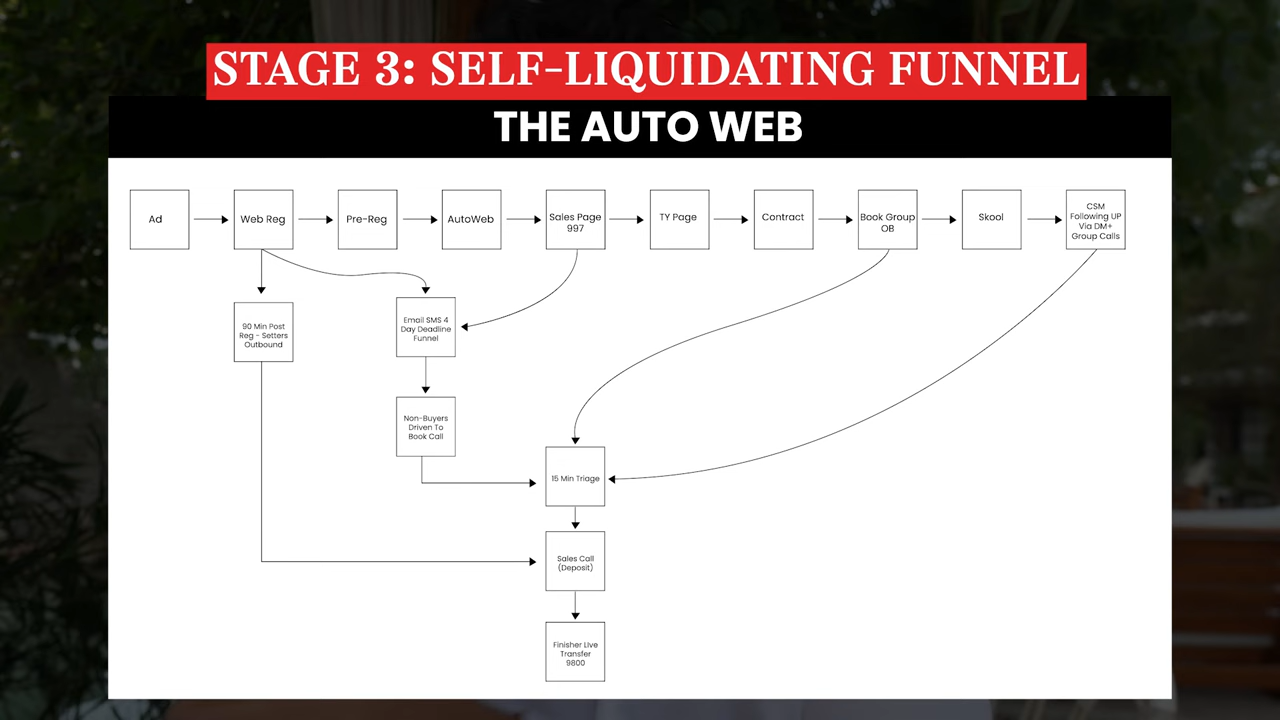 STAGE 3: SELF-LIQUIDATING FUNNEL
THE AUTO WEB
Ad
Web Reg
Pre-Reg
AutoWeb
Sales Page
997
TY Page
Contract
Book Group
OB
Skool
CSM
Following UP
Via DM+
Group Calls
90 Min Post
Reg - Setters
Outbound
Email SMS 4
Day Deadline
Funnel
Non-Buyers
Driven To
Book Call
15 Min Triage
Sales Call
(Deposit)
Finisher Live
Transfer
9800